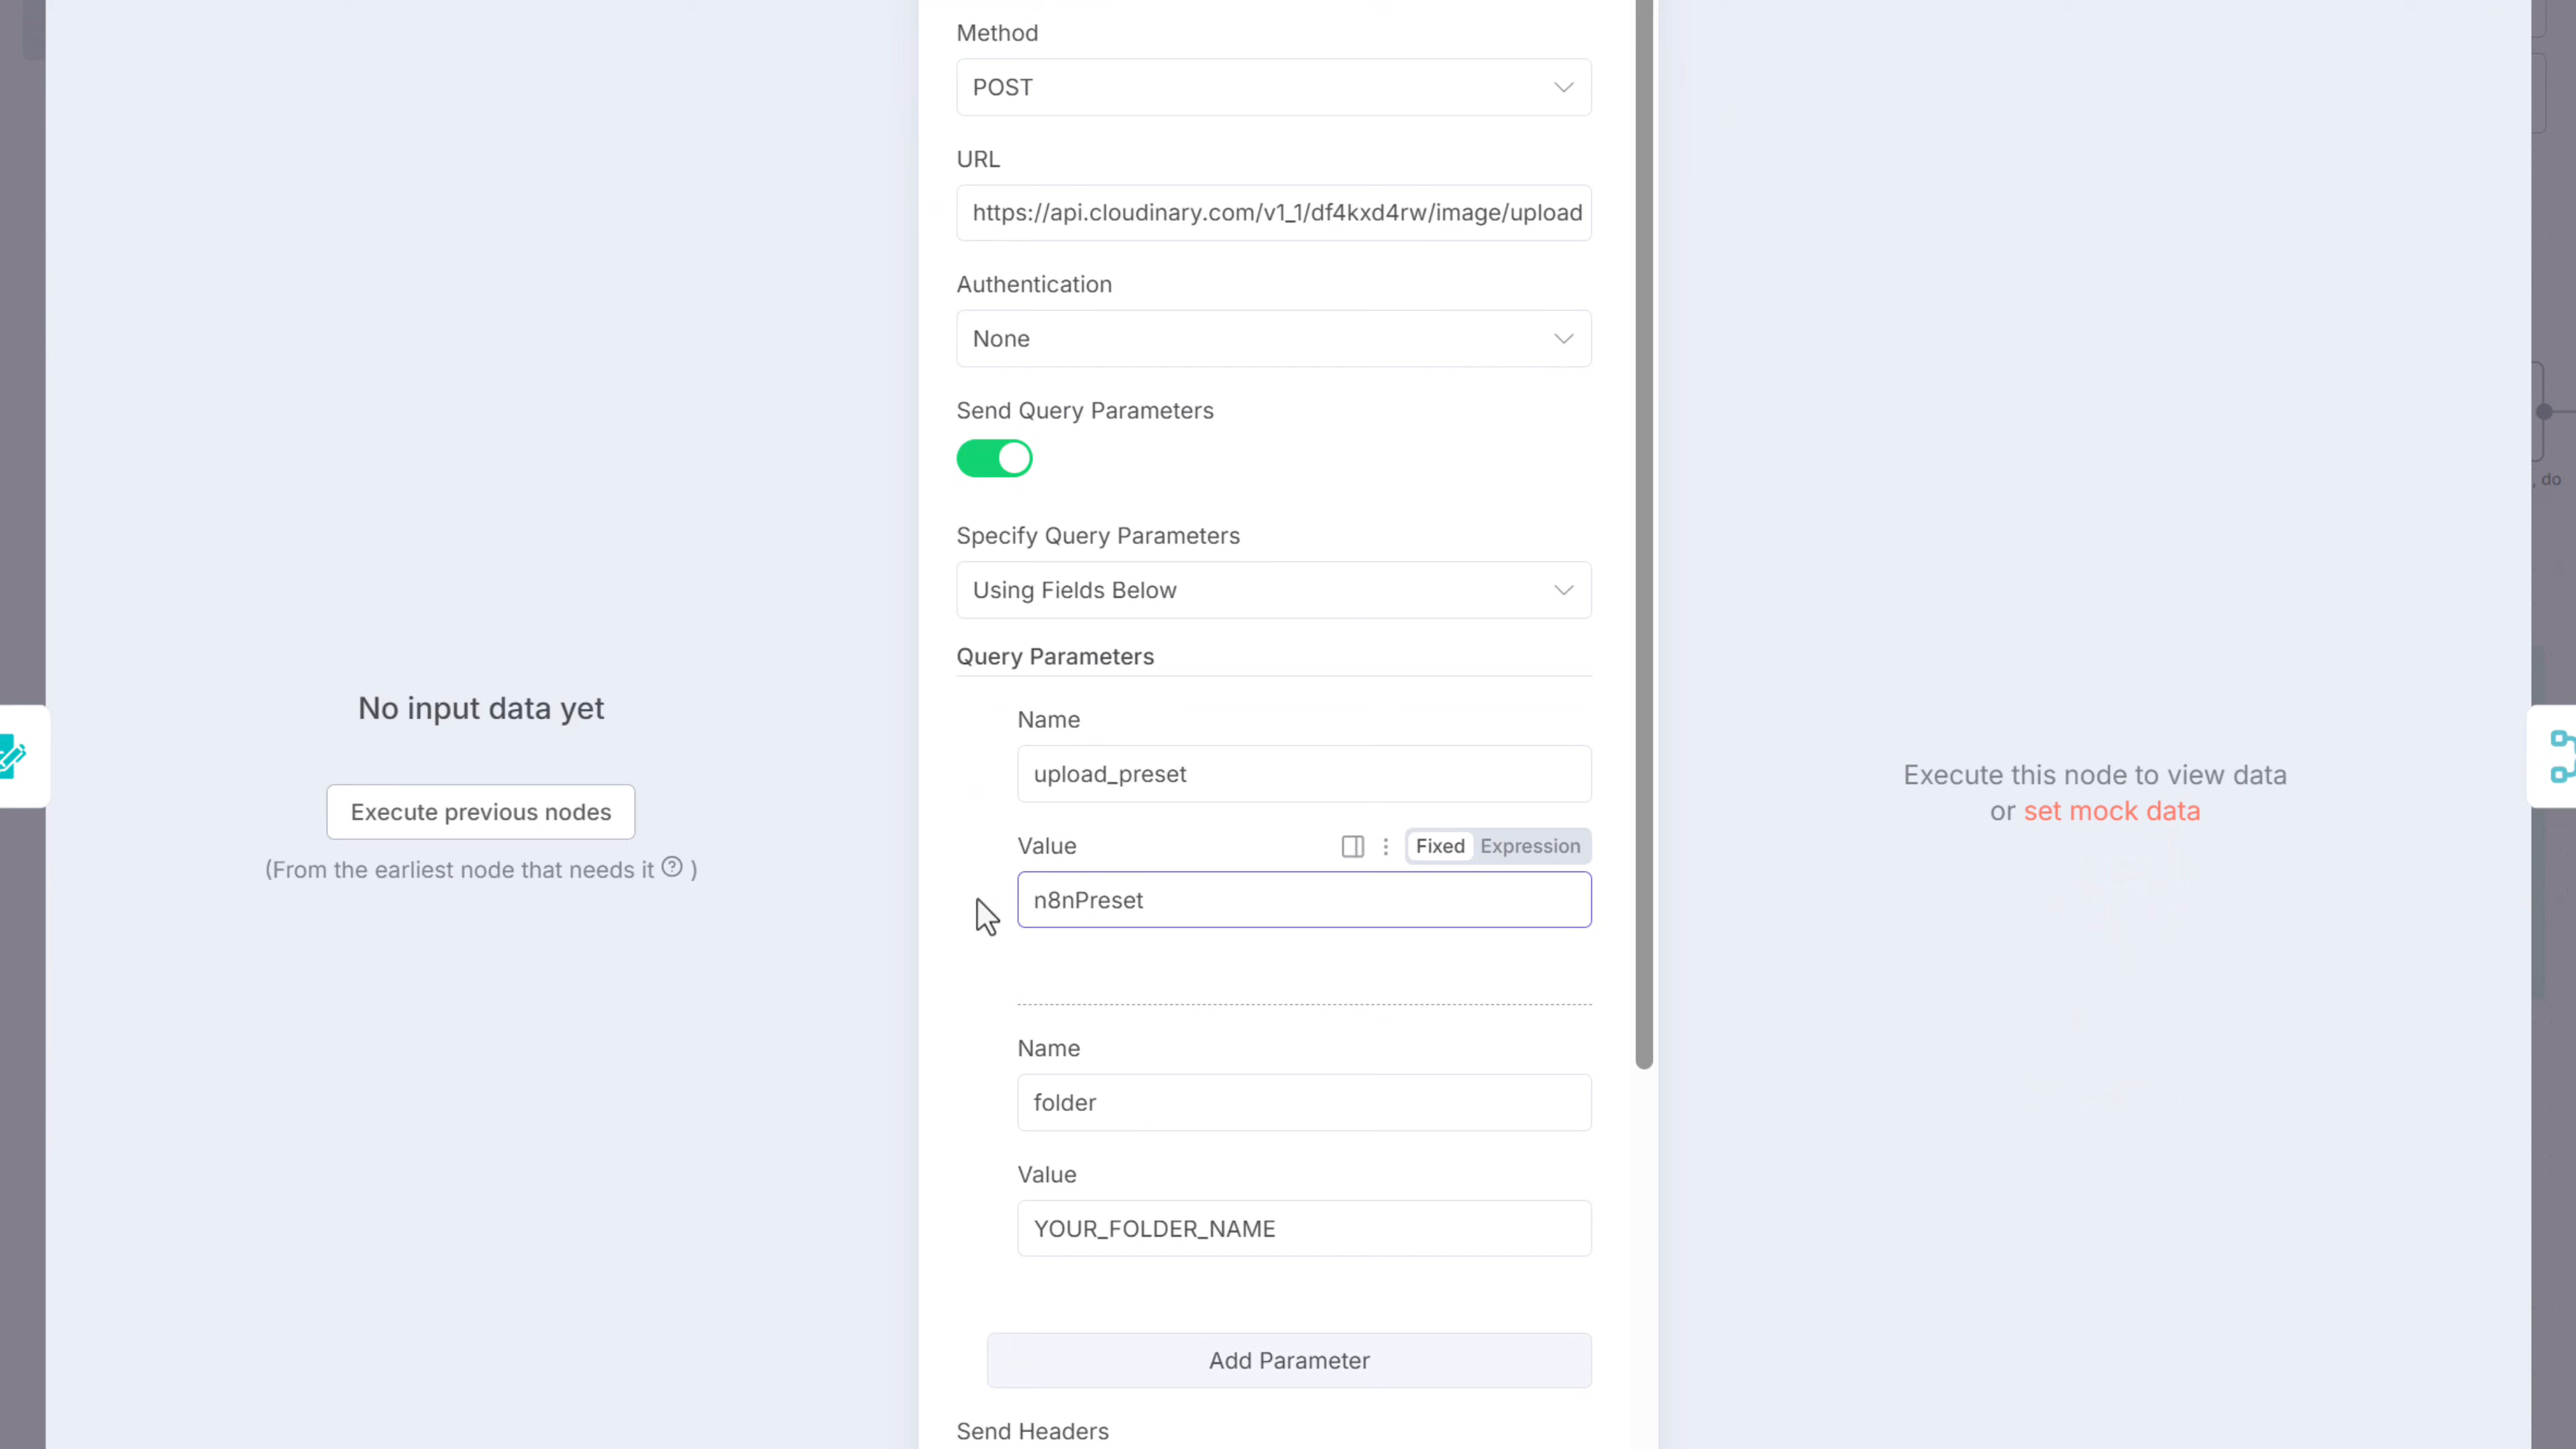 Method
POST
URL
https://api.cloudinary.com/v1_1/df4kxd4rw/image/upload
Authentication
None
Send Query Parameters
Specify Query Parameters
Using Fields Below
Query Parameters
Name
upload_preset
Value
Fixed Expression
n8nPreset
Name
folder
Value
YOUR_FOLDER_NAME
Add Parameter
Send Headers
No input data yet
Execute previous nodes
(From the earliest node that needs it ? )
Execute this node to view data
or set mock data
, do